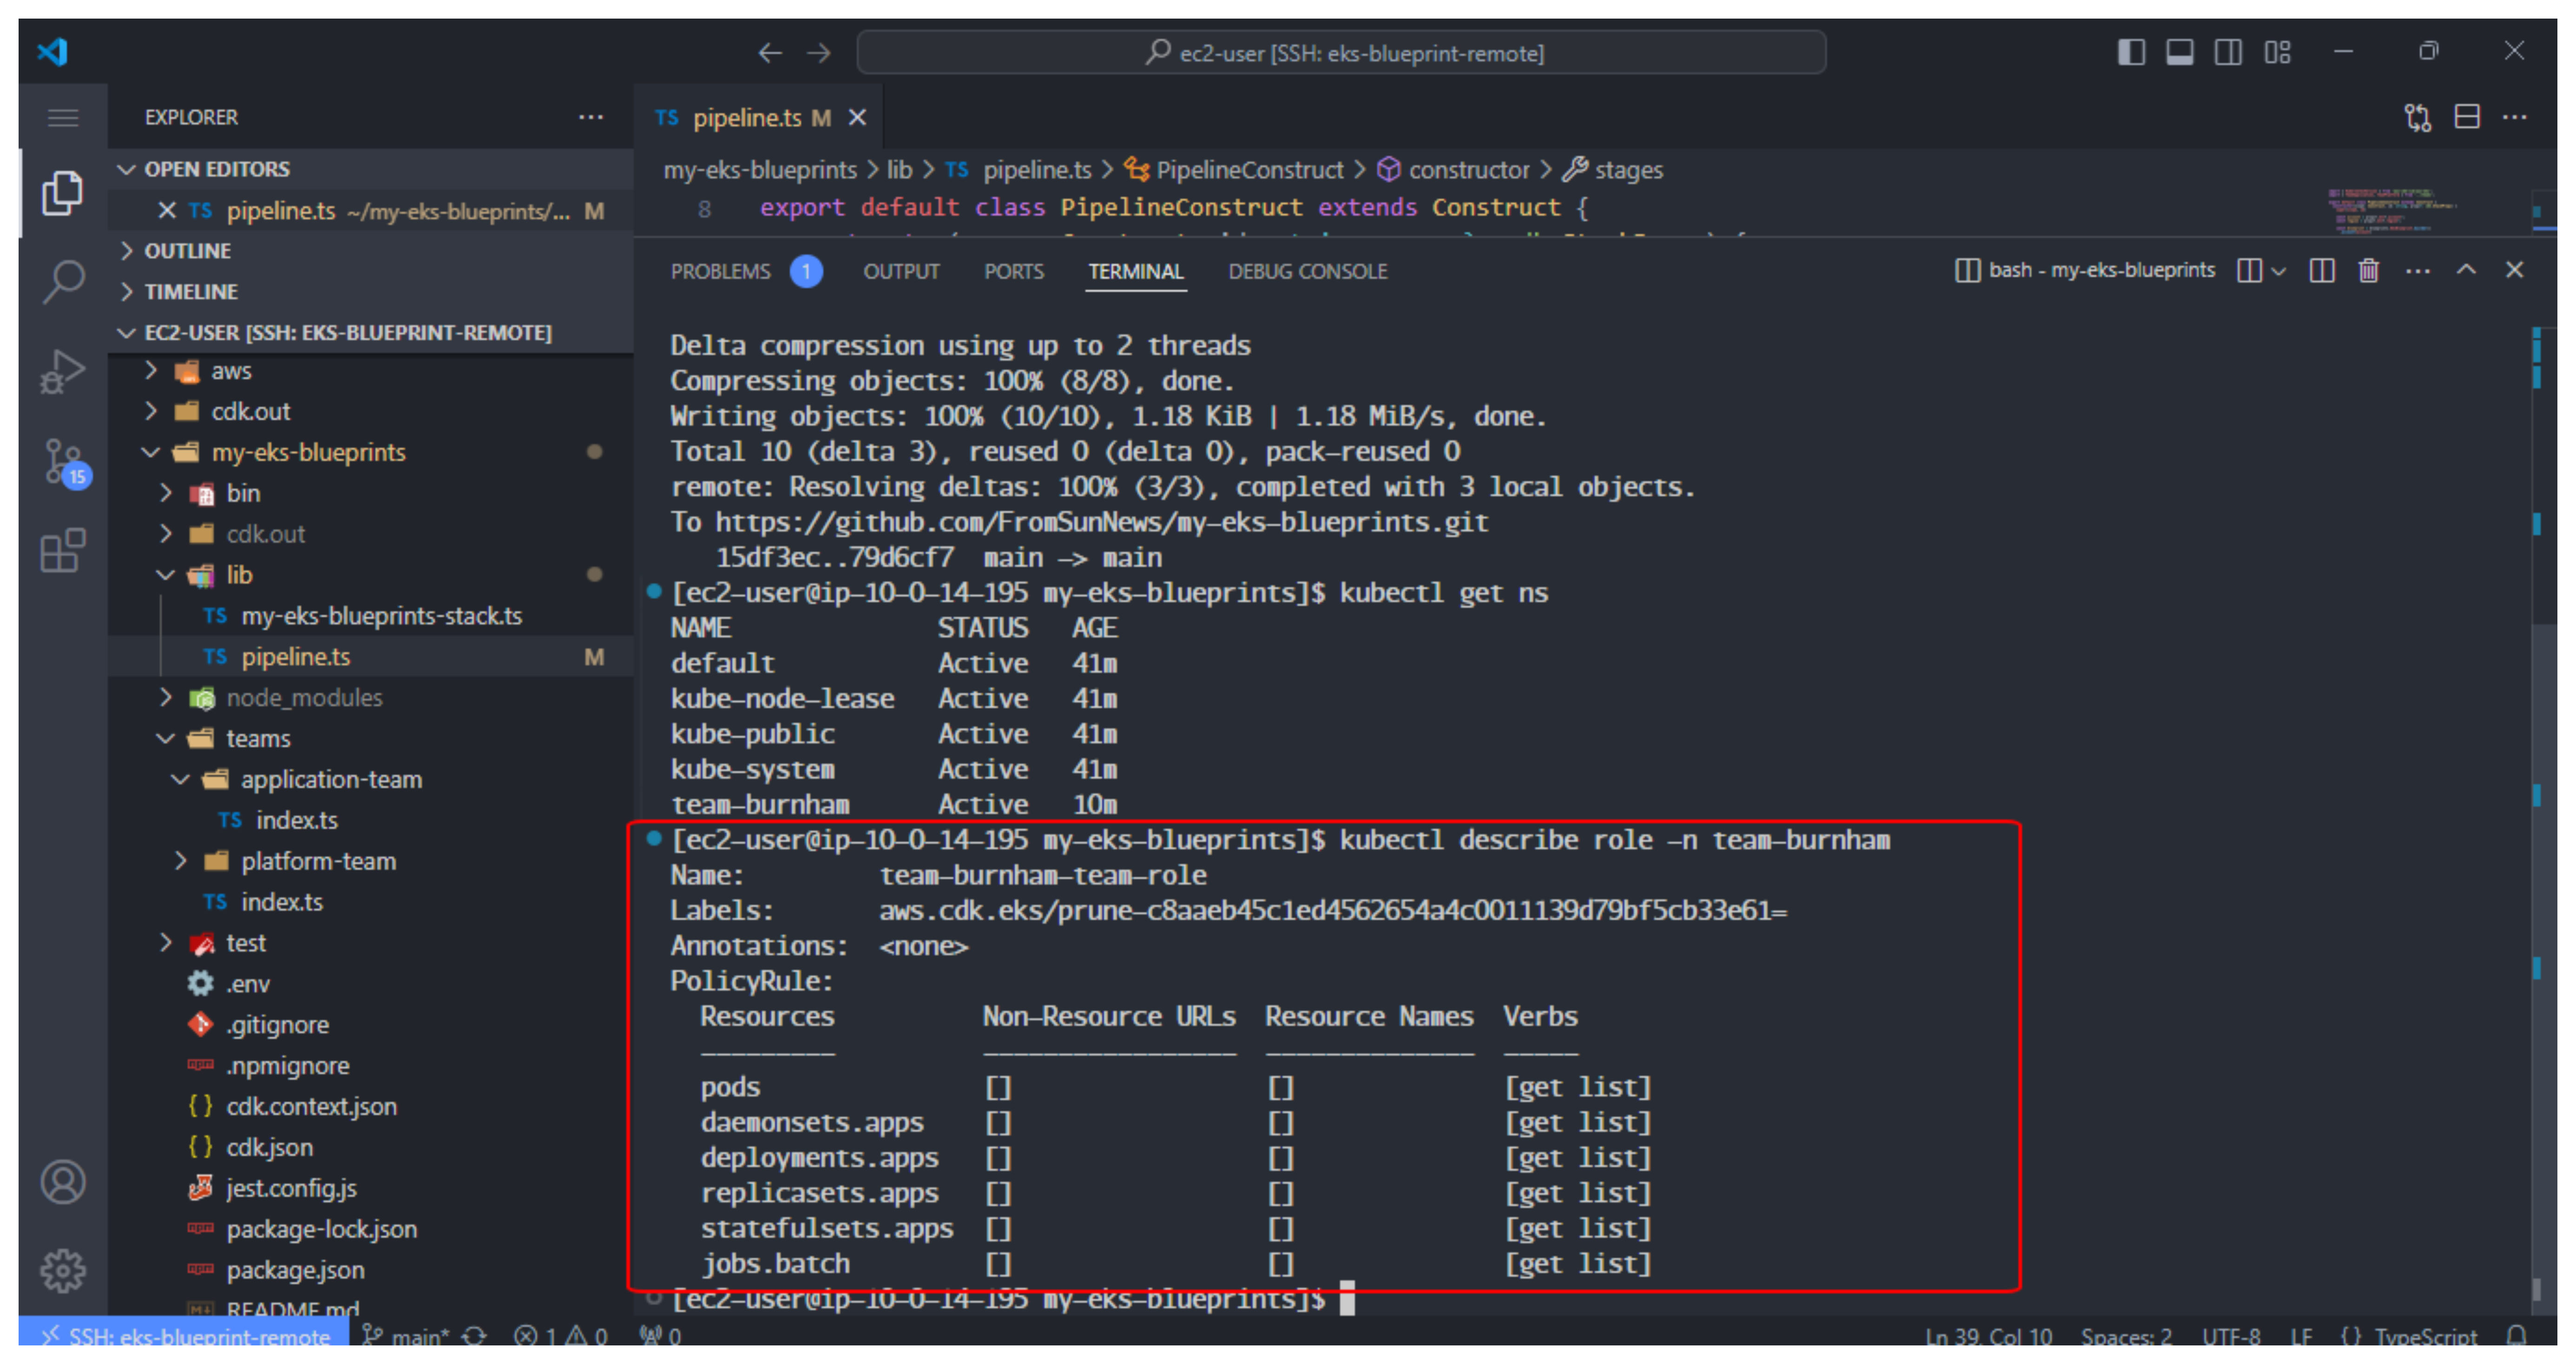 ec2-user [SSH: eks-blueprint-remote]
EXPLORER
OPEN EDITORS
TS pipeline.ts ~/my-eks-blueprints/... M
OUTLINE
TIMELINE
EC2-USER [SSH: EKS-BLUEPRINT-REMOTE]
aws
cdk.out
my-eks-blueprints
bin
cdk.out
lib
TS my-eks-blueprints-stack.ts
TS pipeline.ts M
node_modules
teams
application-team
TS index.ts
platform-team
TS index.ts
test
.env
.gitignore
.npmignore
{ } cdk.context.json
{ } cdk.json
jest.config.js
package-lock.json
package.json
README.md
15
TS pipeline.ts M
my-eks-blueprints > lib > TS pipeline.ts > PipelineConstruct > constructor > stages
8 export default class PipelineConstruct extends Construct {
PROBLEMS 1 OUTPUT PORTS TERMINAL DEBUG CONSOLE
bash - my-eks-blueprints
Delta compression using up to 2 threads
Compressing objects: 100% (8/8), done.
Writing objects: 100% (10/10), 1.18 KiB | 1.18 MiB/s, done.
Total 10 (delta 3), reused 0 (delta 0), pack-reused 0
remote: Resolving deltas: 100% (3/3), completed with 3 local objects.
To https://github.com/FromSunNews/my-eks-blueprints.git
15df3ec..79d6cf7 main -> main
[ec2-user@ip-10-0-14-195 my-eks-blueprints]$ kubectl get ns
NAME STATUS AGE
default Active 41m
kube-node-lease Active 41m
kube-public Active 41m
kube-system Active 41m
team-burnham Active 10m
[ec2-user@ip-10-0-14-195 my-eks-blueprints]$ kubectl describe role -n team-burnham
Name: team-burnham-team-role
Labels: aws.cdk.eks/prune-c8aaeb45c1ed4562654a4c0011139d79bf5cb33e61=
Annotations: <none>
PolicyRule:
Resources Non-Resource URLs Resource Names Verbs
--------- ----------------- -------------- -----
pods [] [] [get list]
daemonsets.apps [] [] [get list]
deployments.apps [] [] [get list]
replicasets.apps [] [] [get list]
statefulsets.apps [] [] [get list]
jobs.batch [] [] [get list]
[ec2-user@ip-10-0-14-195 my-eks-blueprints]$
SSH: eks-blueprint-remote main* 1 0 0 Ln 39, Col 10 Spaces: 2 UTF-8 LF { } TypeScript